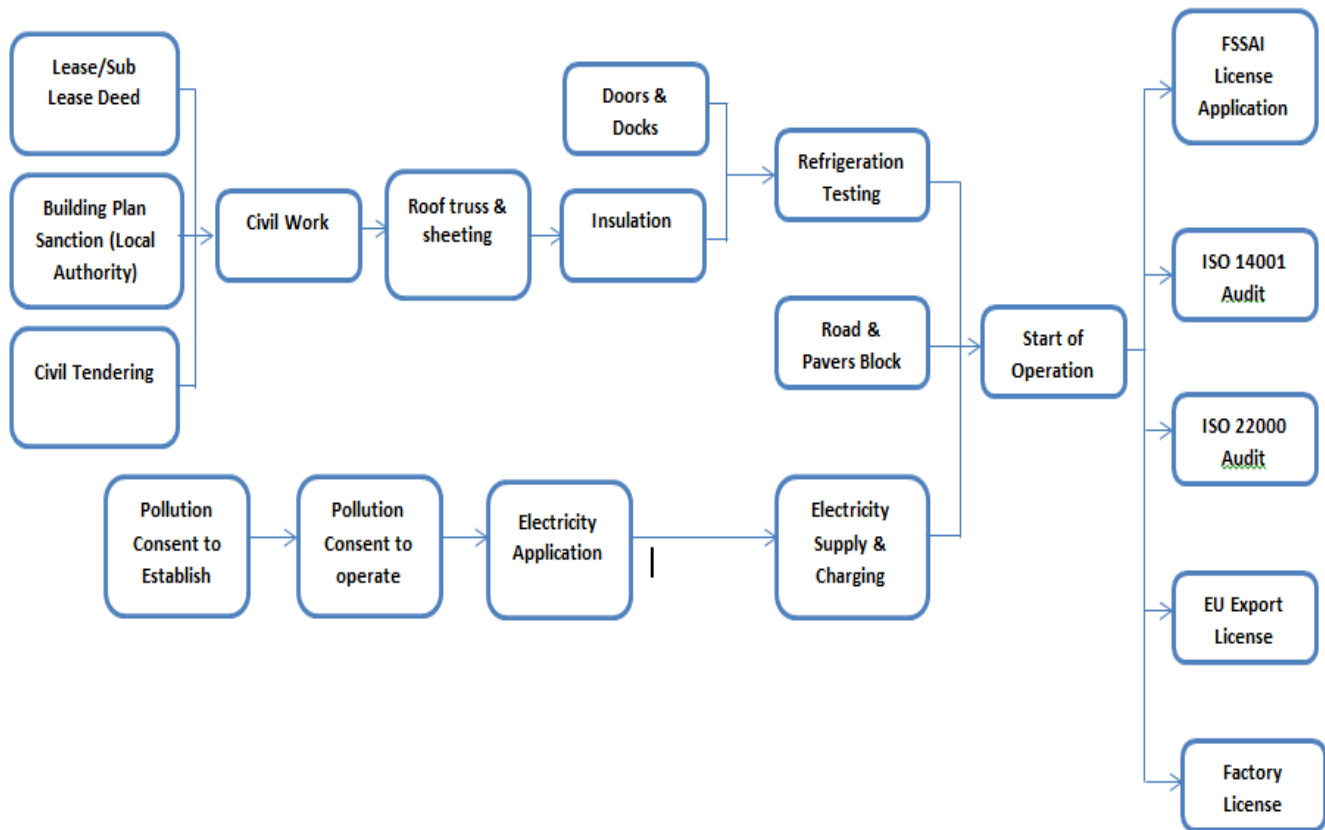 Lease/Sub
Lease Deed
Building Plan
Sanction (Local
Authority)
Civil Tendering
Civil Work
Roof truss &
sheeting
Doors &
Docks
Insulation
Refrigeration
Testing
Road &
Pavers Block
Pollution
Consent to
Establish
Pollution
Consent to
operate
Electricity
Application
Electricity
Supply &
Charging
Start of
Operation
FSSAI
License
Application
ISO 14001
Audit
ISO 22000
Audit
EU Export
License
Factory
License